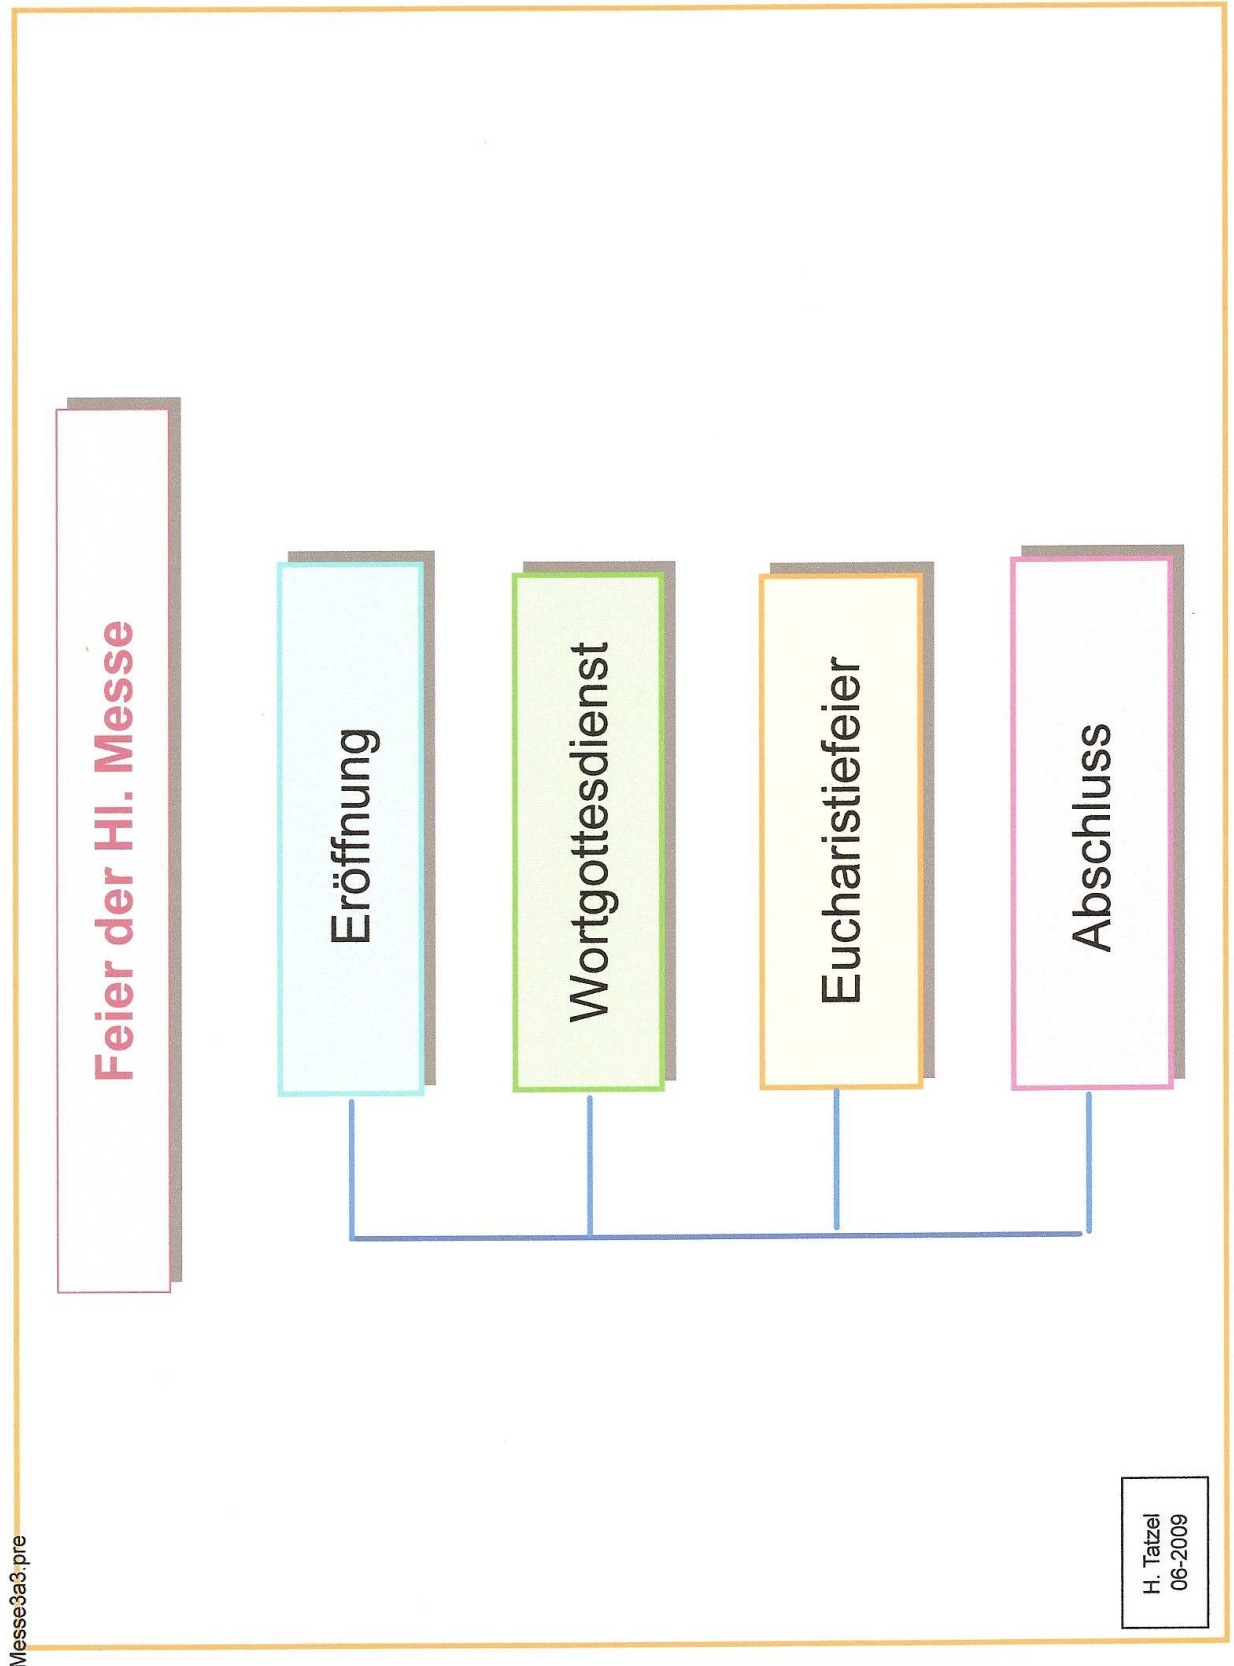 Messe3a3.pre
Feier der Hl. Messe
Eröffnung
Wortgottesdienst
Eucharistiefeier
Abschluss
H. Tatzel
06-2009